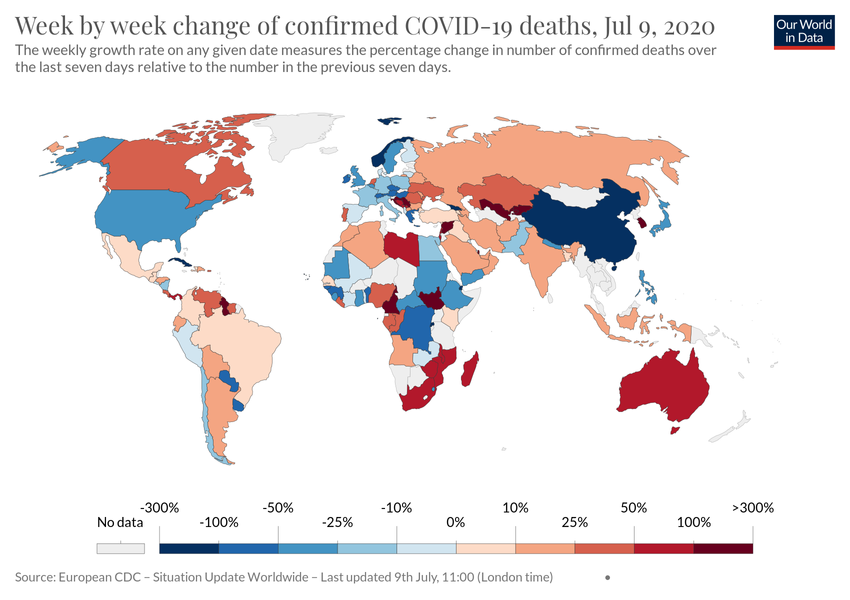 Week by week change of confirmed COVID-19 deaths, Jul 9, 2020
Our World
in Data
The weekly growth rate on any given date measures the percentage change in number of confirmed deaths over
the last seven days relative to the number in the previous seven days.
-300% -50% -10% 10% 50% >300%
No data -100% -25% 0% 25% 100%
Source: European CDC – Situation Update Worldwide – Last updated 9th July, 11:00 (London time)